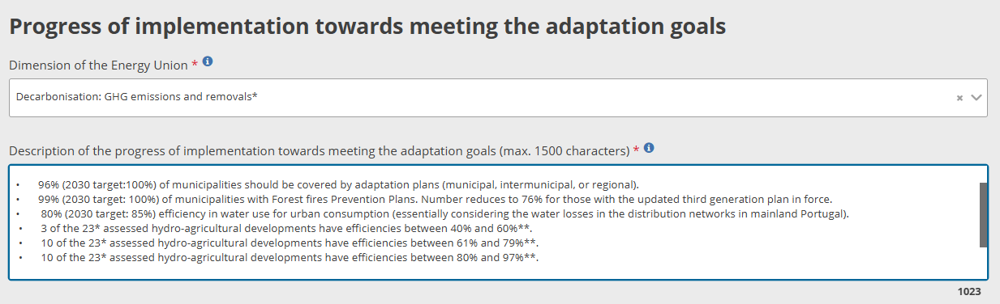 Progress of implementation towards meeting the adaptation goals
Dimension of the Energy Union *
Decarbonisation: GHG emissions and removals*
Description of the progress of implementation towards meeting the adaptation goals (max. 1500 characters) *
• 96% (2030 target:100%) of municipalities should be covered by adaptation plans (municipal, intermunicipal, or regional).
• 99% (2030 target: 100%) of municipalities with Forest fires Prevention Plans. Number reduces to 76% for those with the updated third generation plan in force.
• 80% (2030 target: 85%) efficiency in water use for urban consumption (essentially considering the water losses in the distribution networks in mainland Portugal).
• 3 of the 23* assessed hydro-agricultural developments have efficiencies between 40% and 60%**.
• 10 of the 23* assessed hydro-agricultural developments have efficiencies between 61% and 79%**.
• 10 of the 23* assessed hydro-agricultural developments have efficiencies between 80% and 97%**.
1023